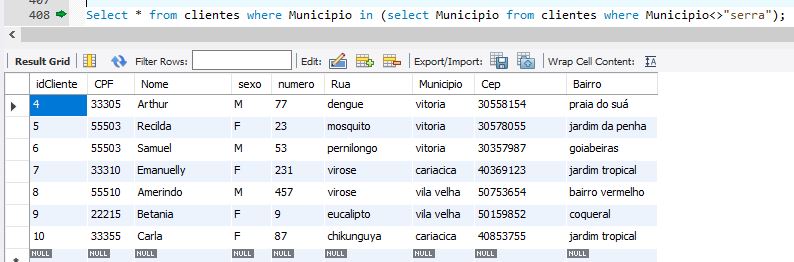 408 Select * from clientes where Municipio in (select Municipio from clientes where Municipio<>"serra");
Result Grid Filter Rows: Edit: Export/Import: Wrap Cell Content:
idCliente CPF Nome sexo numero Rua Municipio Cep Bairro
4 33305 Arthur M 77 dengue vitoria 30558154 praia do suá
5 55503 Recilda F 23 mosquito vitoria 30578055 jardim da penha
6 55503 Samuel M 53 pernilongo vitoria 30357987 goiabeiras
7 33310 Emanuelly F 231 virose cariacica 40369123 jardim tropical
8 55510 Amerindo M 457 virose vila velha 50753654 bairro vermelho
9 22215 Betania F 9 eucalipto vila velha 50159852 coqueral
10 33355 Carla F 87 chikunguya cariacica 40853755 jardim tropical
NULL NULL NULL NULL NULL NULL NULL NULL NULL